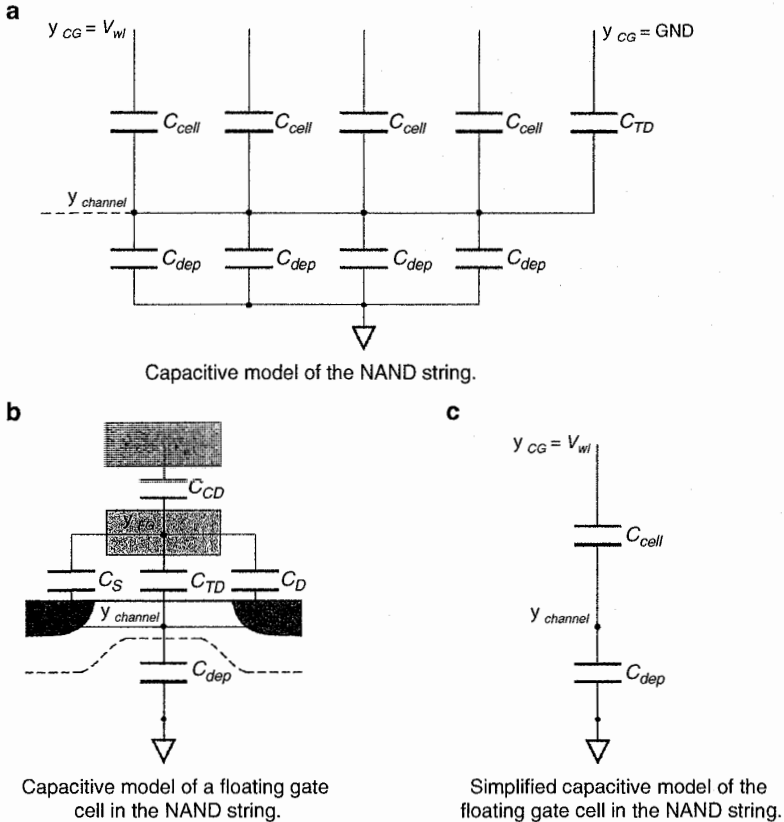 a
y CG = Vwl
y CG = GND
Ccell
Ccell
Ccell
Ccell
CTD
y channel
Cdep
Cdep
Cdep
Cdep
Capacitive model of the NAND string.
b
CCD
y FG
CS
CTD
CD
y channel
Cdep
Capacitive model of a floating gate
cell in the NAND string.
c
y CG = Vwl
Ccell
y channel
Cdep
Simplified capacitive model of the
floating gate cell in the NAND string.